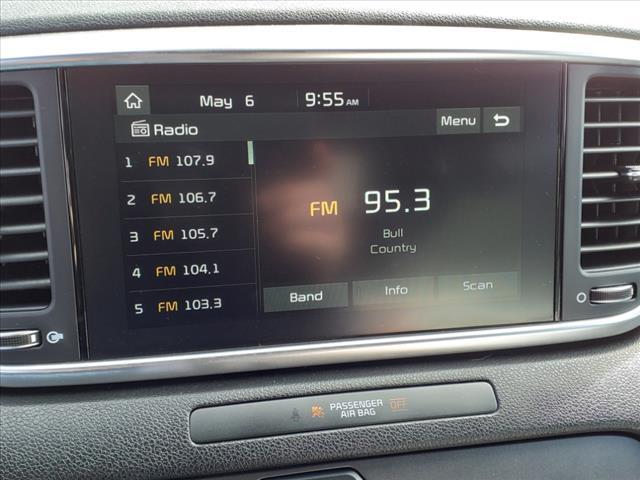 May 6 9:55 AM
Radio Menu
1 FM 107.9
2 FM 106.7
3 FM 105.7
4 FM 104.1
5 FM 103.3
FM 95.3
Bull
Country
Band Info Scan
PASSENGER
AIR BAG OFF